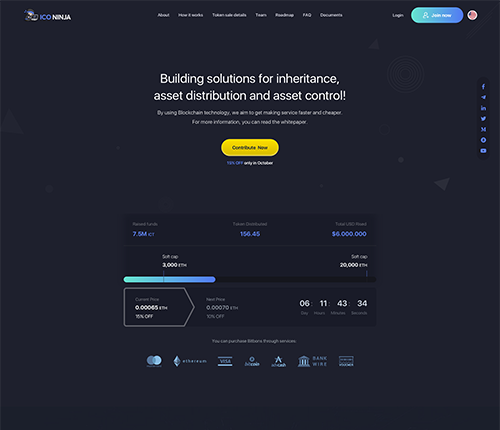 ICO NINJA
About How it works Token sale details Team Roadmap FAQ Documents
Login Join now
Building solutions for inheritance,
asset distribution and asset control!
By using Blockchain technology, we aim to get making service faster and cheaper.
For more information, you can read the whitepaper.
Contribute Now
15% OFF only in October
Raised funds Token Distributed Total USD Rised
7.5M 156.45 $6.000.000
Soft cap Soft cap
3,000 ETH 20,000 ETH
Current Price Next Price
0.00065 ETH 0.00070 ETH 06 : 11 : 43 : 34
15% OFF 10% OFF Day Hours Minutes Seconds
You can purchase Bitbens through services
ethereum VISA advcash BANK WIRE VOUCHER